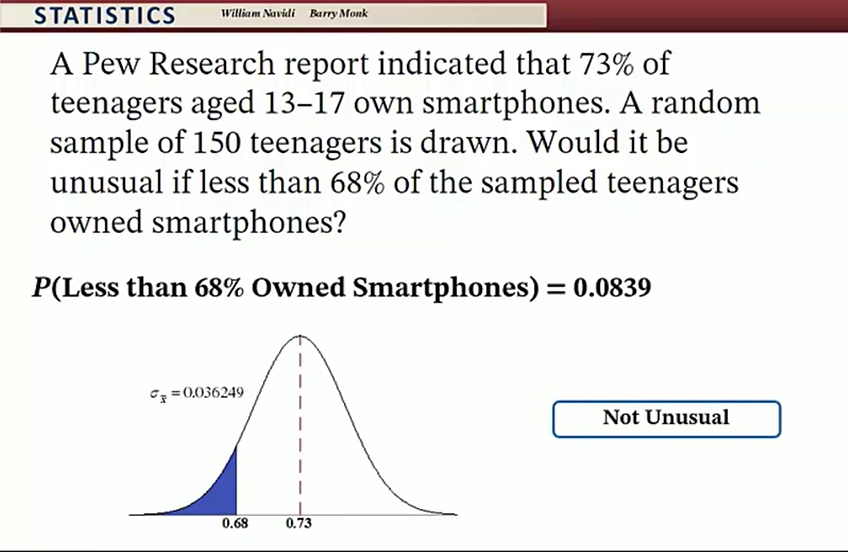 STATISTICS William Navidi Barry Monk
A Pew Research report indicated that 73% of
teenagers aged 13–17 own smartphones. A random
sample of 150 teenagers is drawn. Would it be
unusual if less than 68% of the sampled teenagers
owned smartphones?
P(Less than 68% Owned Smartphones) = 0.0839
σx̄ = 0.036249
Not Unusual
0.68 0.73